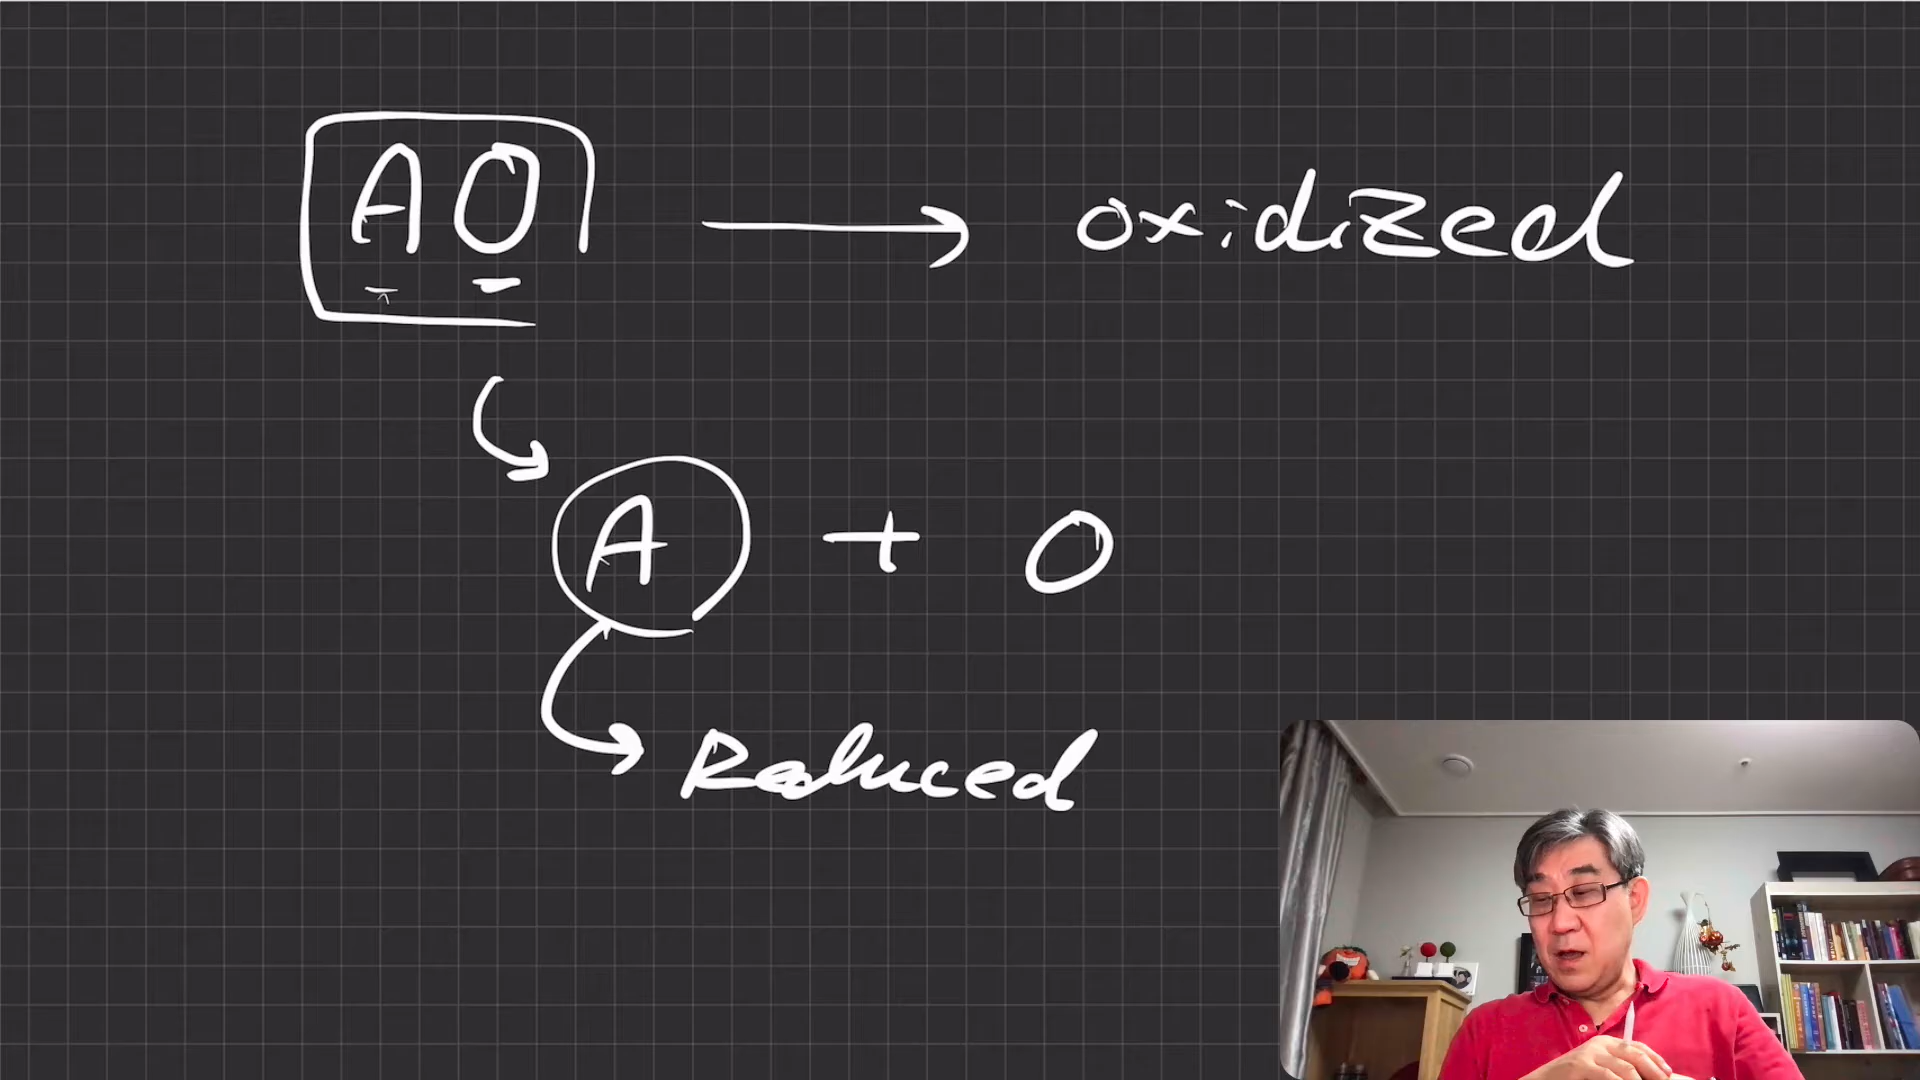 AO → oxidized
A + O
Reduced